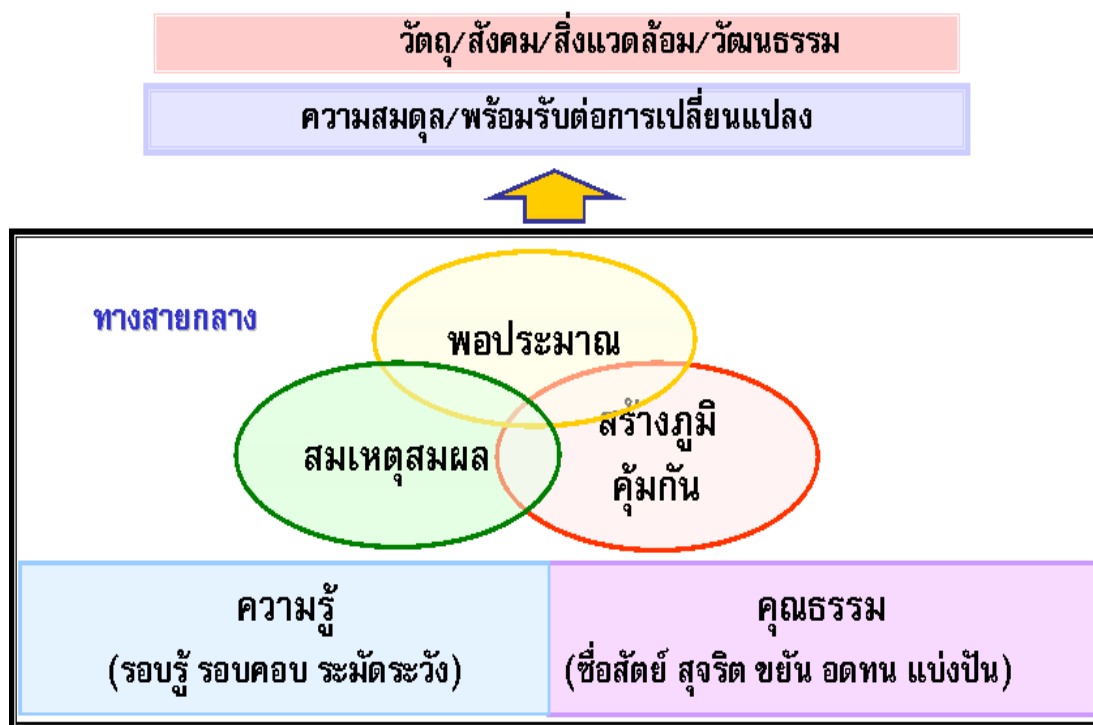 วัตถุ/สังคม/สิ่งแวดล้อม/วัฒนธรรม
ความสมดุล/พร้อมรับต่อการเปลี่ยนแปลง
ทางสายกลาง
พอประมาณ
สมเหตุสมผล
สร้างภูมิ
คุ้มกัน
ความรู้
(รอบรู้ รอบคอบ ระมัดระวัง)
คุณธรรม
(ซื่อสัตย์ สุจริต ขยัน อดทน แบ่งปัน)